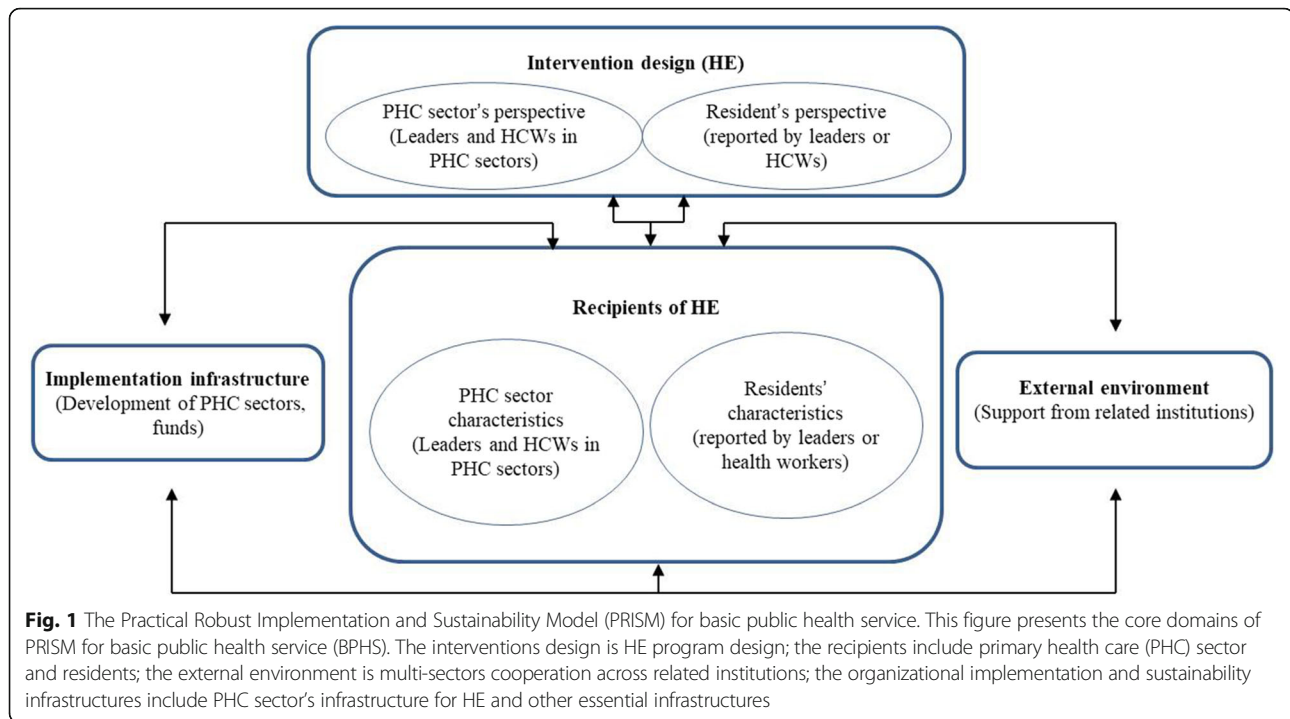 Intervention design (HE)
PHC sector's perspective
(Leaders and HCWs in
PHC sectors)
Resident's perspective
(reported by leaders or
HCWs)
Recipients of HE
Implementation infrastructure
(Development of PHC sectors,
funds)
PHC sector
characteristics
(Leaders and HCWs in
PHC sectors)
Residents'
characteristics
(reported by leaders or
health workers)
External environment
(Support from related institutions)
Fig. 1 The Practical Robust Implementation and Sustainability Model (PRISM) for basic public health service. This figure presents the core domains of
PRISM for basic public health service (BPHS). The interventions design is HE program design; the recipients include primary health care (PHC) sector
and residents; the external environment is multi-sectors cooperation across related institutions; the organizational implementation and sustainability
infrastructures include PHC sector's infrastructure for HE and other essential infrastructures